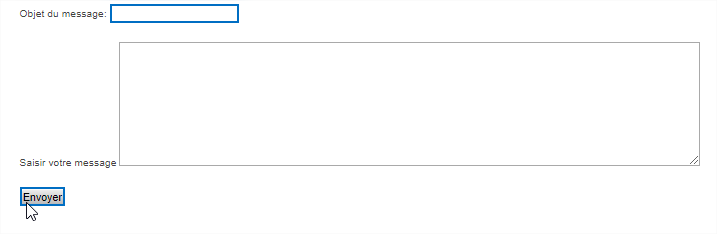 Objet du message:
Saisir votre message
Envoyer